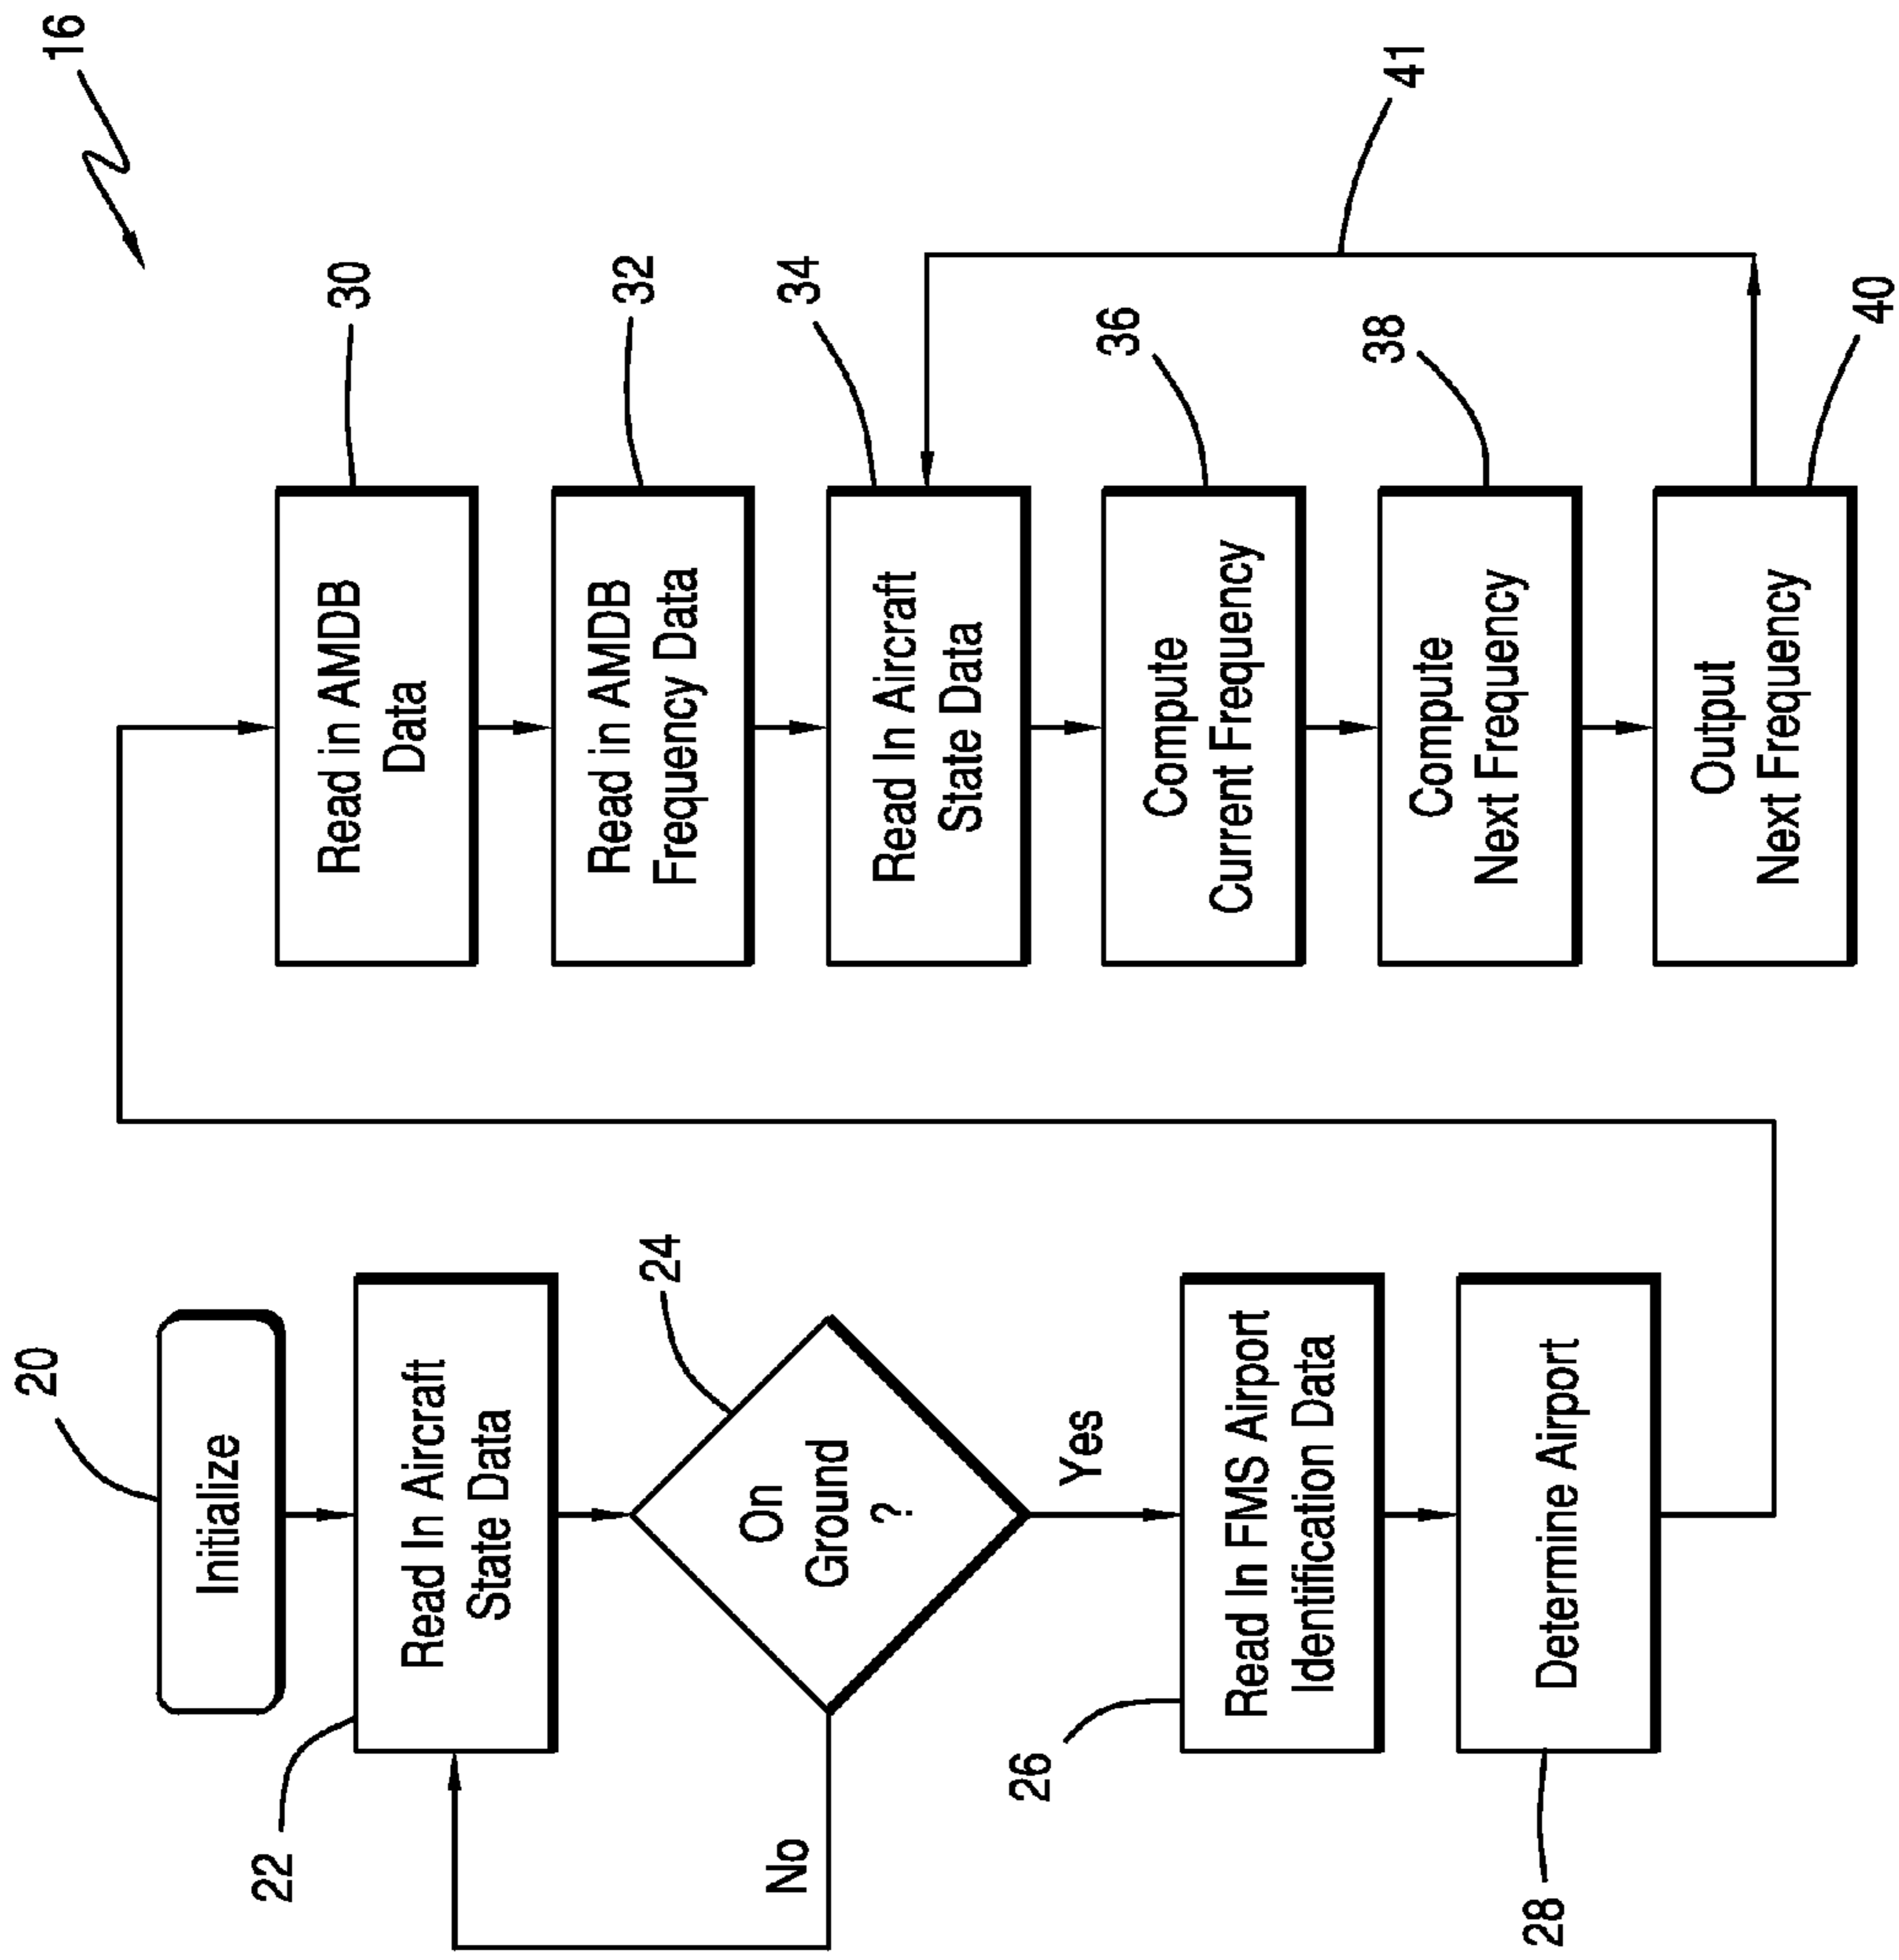 16
20
Initialize
22
Read In Aircraft
State Data
24
On
Ground
?
No
Yes
26
Read In FMS Airport
Identification Data
28
Determine Airport
30
Read in AMDB
Data
32
Read in AMDB
Frequency Data
34
Read In Aircraft
State Data
36
Compute
Current Frequency
38
Compute
Next Frequency
40
Output
Next Frequency
41